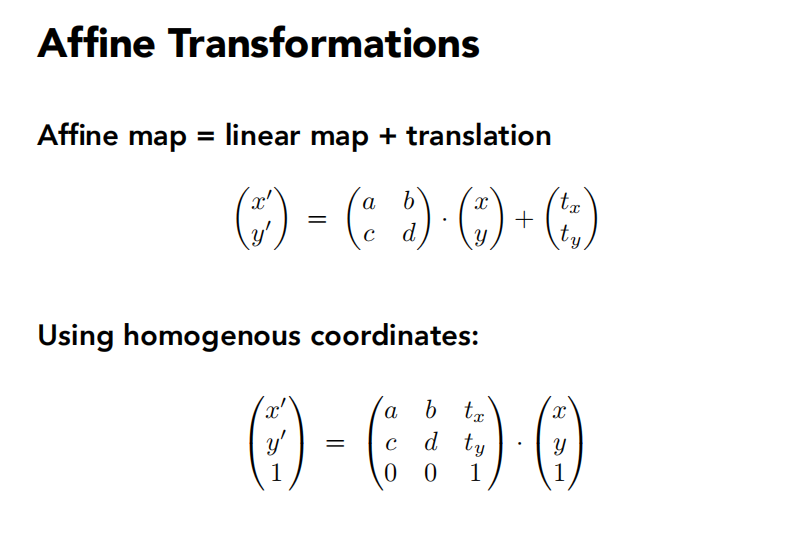 Affine Transformations
Affine map = linear map + translation
$\begin{pmatrix} x' \\ y' \end{pmatrix} = \begin{pmatrix} a & b \\ c & d \end{pmatrix} \cdot \begin{pmatrix} x \\ y \end{pmatrix} + \begin{pmatrix} t_x \\ t_y \end{pmatrix}$
Using homogenous coordinates:
$\begin{pmatrix} x' \\ y' \\ 1 \end{pmatrix} = \begin{pmatrix} a & b & t_x \\ c & d & t_y \\ 0 & 0 & 1 \end{pmatrix} \cdot \begin{pmatrix} x \\ y \\ 1 \end{pmatrix}$